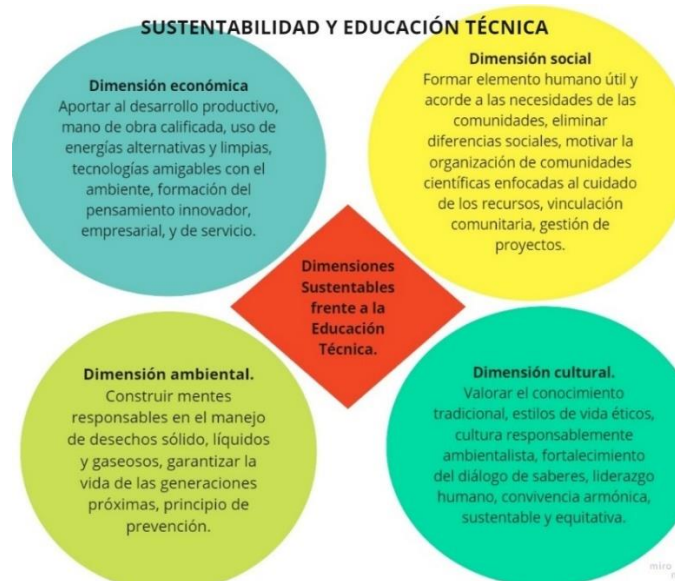 SUSTENTABILIDAD Y EDUCACIÓN TÉCNICA
Dimensión económica
Aportar al desarrollo productivo,
mano de obra calificada, uso de
energías alternativas y limpias,
tecnologías amigables con el
ambiente, formación del
pensamiento innovador,
empresarial, y de servicio.
Dimensión social
Formar elemento humano útil y
acorde a las necesidades de las
comunidades, eliminar
diferencias sociales, motivar la
organización de comunidades
científicas enfocadas al cuidado
de los recursos, vinculación
comunitaria, gestión de
proyectos.
Dimensiones
Sustentables
frente a la
Educación
Técnica.
Dimensión ambiental.
Construir mentes
responsables en el manejo
de desechos sólido, líquidos
y gaseosos, garantizar la
vida de las generaciones
próximas, principio de
prevención.
Dimensión cultural.
Valorar el conocimiento
tradicional, estilos de vida éticos,
cultura responsablemente
ambientalista, fortalecimiento
del diálogo de saberes, liderazgo
humano, convivencia armónica,
sustentable y equitativa.
miro